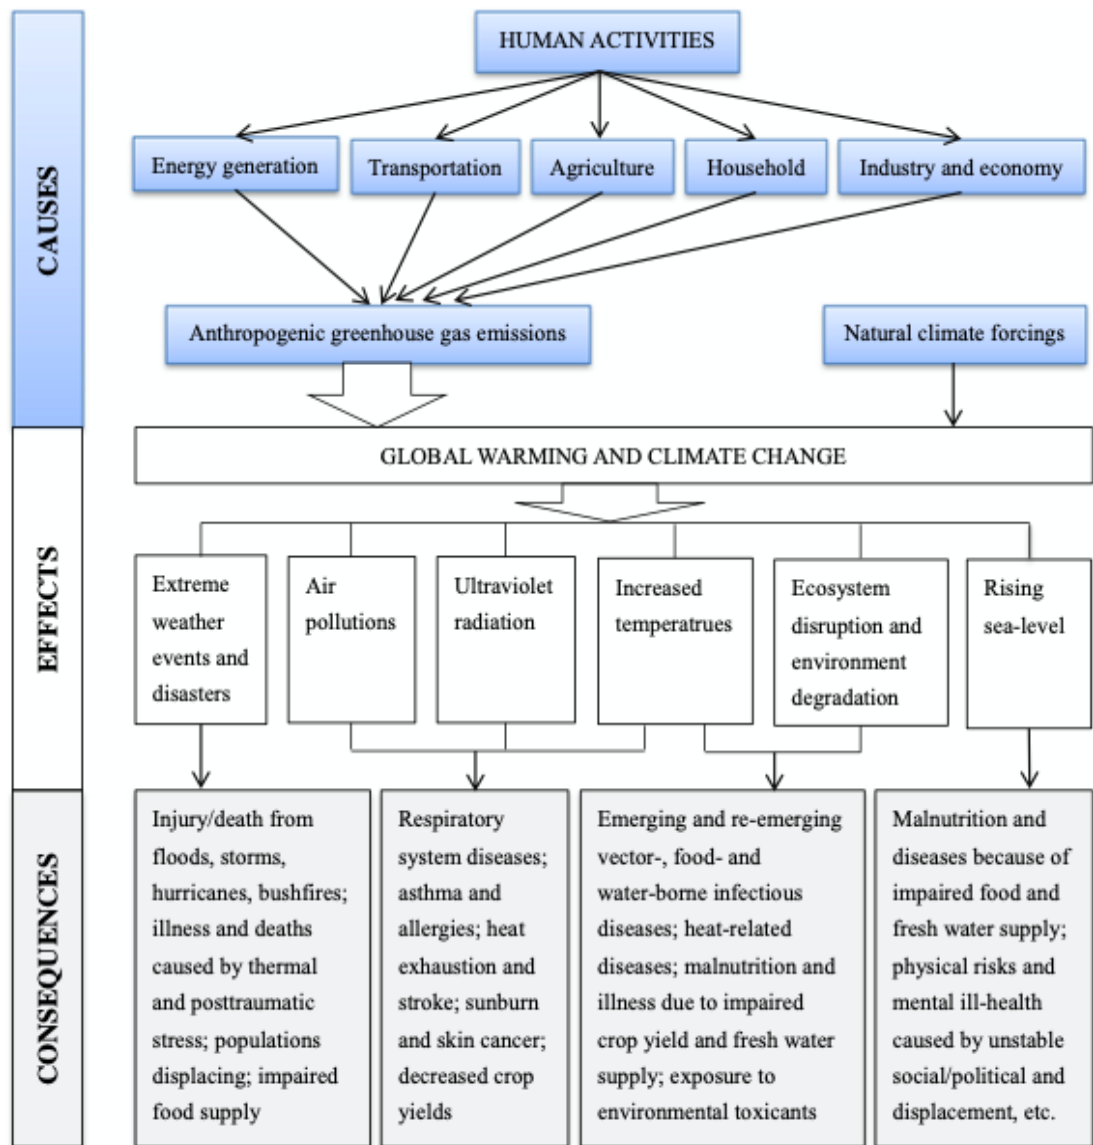 HUMAN ACTIVITIES
CAUSES
Energy generation
Transportation
Agriculture
Household
Industry and economy
Anthropogenic greenhouse gas emissions
Natural climate forcings
EFFECTS
GLOBAL WARMING AND CLIMATE CHANGE
Extreme
weather
events and
disasters
Air
pollutions
Ultraviolet
radiation
Increased
temperatrues
Ecosystem
disruption and
environment
degradation
Rising
sea-level
CONSEQUENCES
Injury/death from
floods, storms,
hurricanes, bushfires;
illness and deaths
caused by thermal
and posttraumatic
stress; populations
displacing; impaired
food supply
Respiratory
system diseases;
asthma and
allergies; heat
exhaustion and
stroke; sunburn
and skin cancer;
decreased crop
yields
Emerging and re-emerging
vector-, food- and
water-borne infectious
diseases; heat-related
diseases; malnutrition and
illness due to impaired
crop yield and fresh water
supply; exposure to
environmental toxicants
Malnutrition and
diseases because of
impaired food and
fresh water supply;
physical risks and
mental ill-health
caused by unstable
social/political and
displacement, etc.